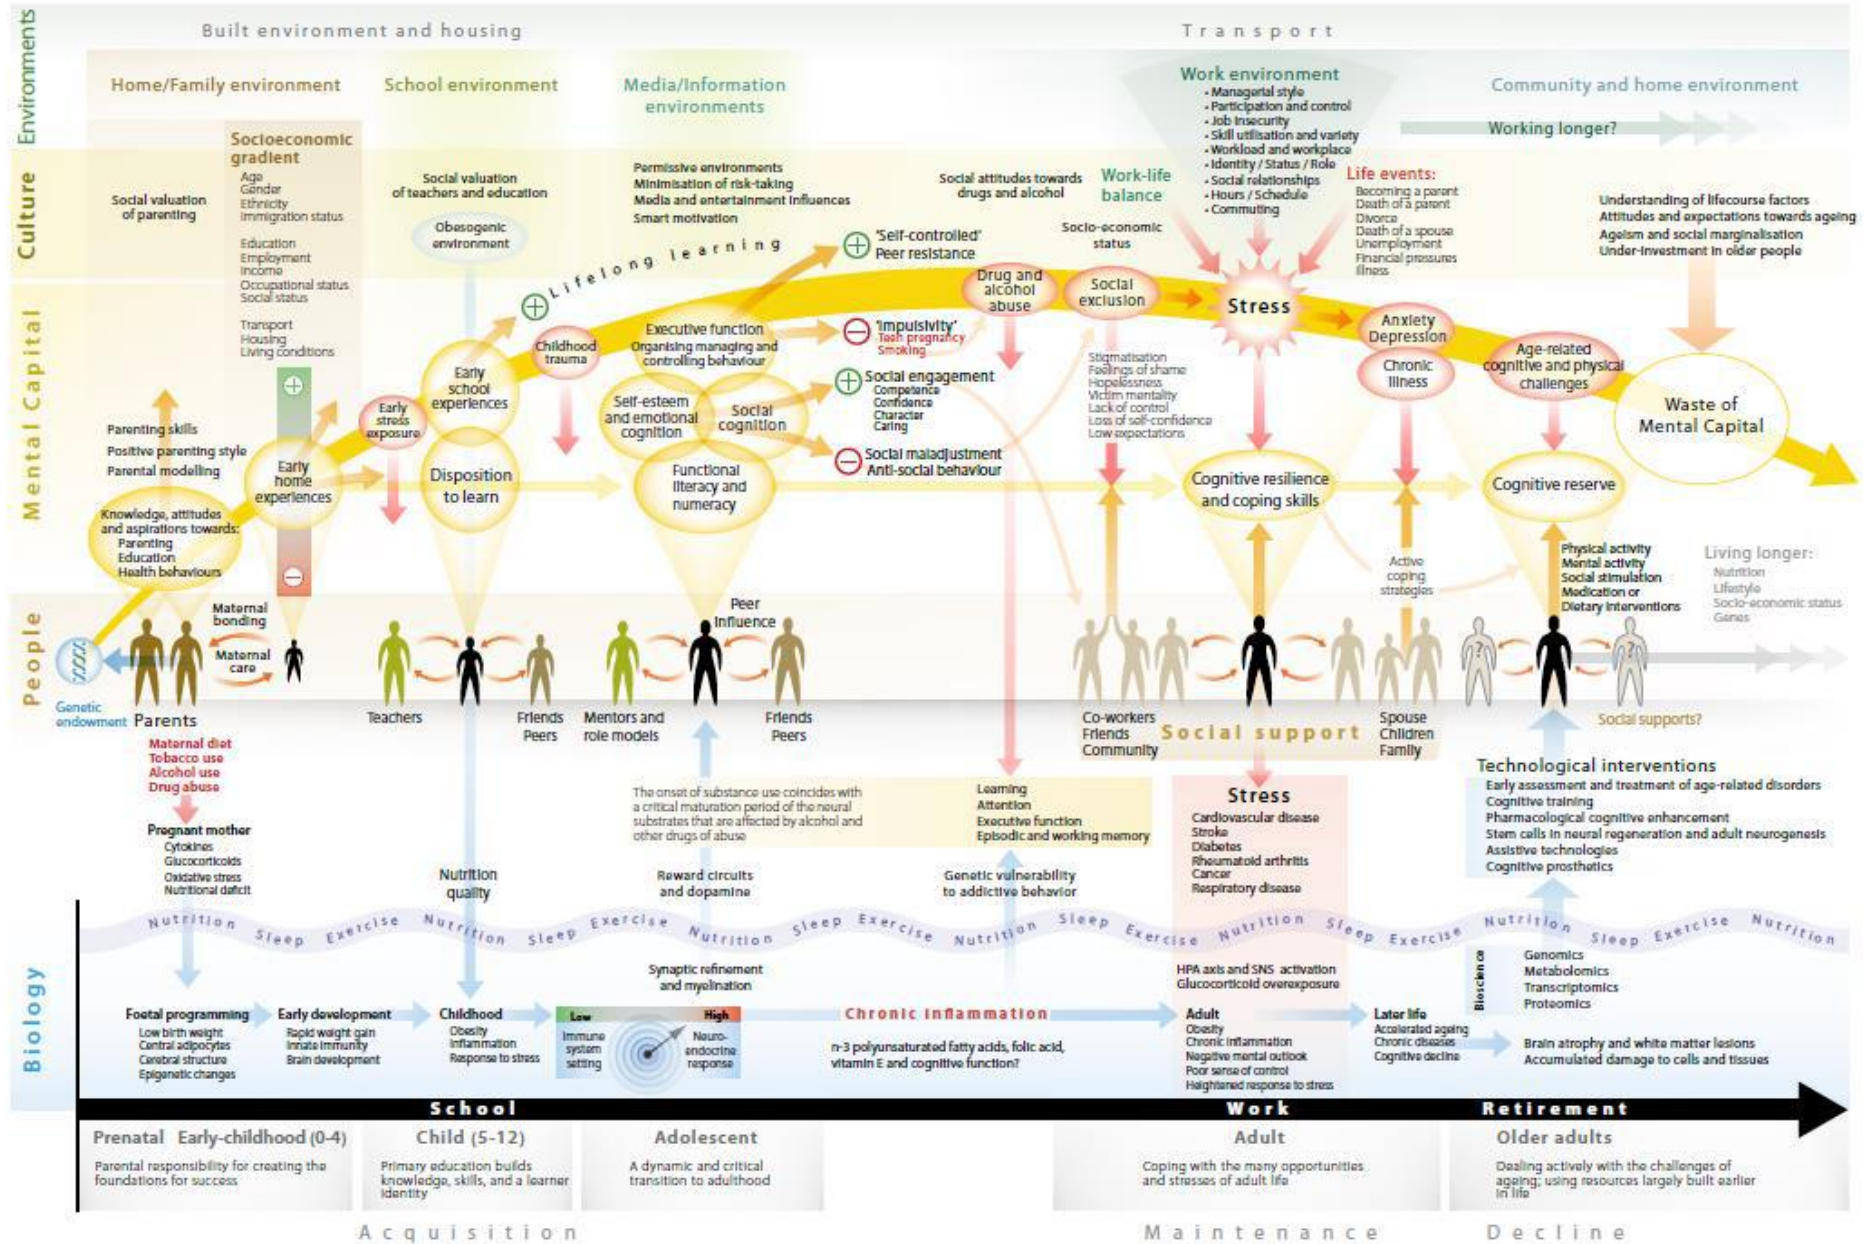 Environments
Culture
Mental Capital
People
Biology
Built environment and housing
Transport
Home/Family environment
School environment
Media/Information
environments
Work environment
- Managerial style
- Participation and control
- Job insecurity
- Skill utilisation and variety
- Workload and workplace
- Identity / Status / Role
- Social relationships
- Hours / Schedule
- Commuting
Community and home environment
Working longer?
Socioeconomic
gradient
Age
Gender
Ethnicity
Immigration status
Education
Employment
Income
Occupational status
Social status
Transport
Housing
Living conditions
Social valuation
of parenting
Social valuation
of teachers and education
Obesogenic
environment
Permissive environments
Minimisation of risk-taking
Media and entertainment influences
Smart motivation
Social attitudes towards
drugs and alcohol
Work-life
balance
Socio-economic
status
Life events:
Becoming a parent
Death of a parent
Divorce
Death of a spouse
Unemployment
Financial pressures
Illness
Understanding of lifecourse factors
Attitudes and expectations towards ageing
Ageism and social marginalisation
Under-investment in older people
Lifelong learning
'Self-controlled'
Peer resistance
Drug and
alcohol
abuse
Social
exclusion
Stress
Anxiety
Depression
Chronic
illness
Age-related
cognitive and physical
challenges
Waste of
Mental Capital
Executive function
Organising managing and
controlling behaviour
'Impulsivity'
Teen pregnancy
Smoking
Childhood
trauma
Early
school
experiences
Early
stress
exposure
Self-esteem
and emotional
cognition
Social
cognition
Social engagement
Competence
Confidence
Character
Caring
Social maladjustment
Anti-social behaviour
Stigmatisation
Feelings of shame
Hopelessness
Victim mentality
Lack of control
Loss of self-confidence
Low expectations
Parenting skills
Positive parenting style
Parental modelling
Early
home
experiences
Disposition
to learn
Functional
literacy and
numeracy
Cognitive resilience
and coping skills
Cognitive reserve
Knowledge, attitudes
and aspirations towards:
Parenting
Education
Health behaviours
Active
coping
strategies
Physical activity
Mental activity
Social stimulation
Medication or
Dietary interventions
Living longer:
Nutrition
Lifestyle
Socio-economic status
Genes
Maternal
bonding
Maternal
care
Peer
influence
? ?
Genetic
endowment
Parents
Teachers
Friends
Peers
Mentors and
role models
Friends
Peers
Co-workers
Friends
Community
Social support
Spouse
Children
Family
Social supports?
Maternal diet
Tobacco use
Alcohol use
Drug abuse
Pregnant mother
Cytokines
Glucocorticoids
Oxidative stress
Nutritional deficit
Nutrition
quality
The onset of substance use coincides with
a critical maturation period of the neural
substrates that are affected by alcohol and
other drugs of abuse
Reward circuits
and dopamine
Learning
Attention
Executive function
Episodic and working memory
Genetic vulnerability
to addictive behavior
Stress
Cardiovascular disease
Stroke
Diabetes
Rheumatoid arthritis
Cancer
Respiratory disease
Technological interventions
Early assessment and treatment of age-related disorders
Cognitive training
Pharmacological cognitive enhancement
Stem cells in neural regeneration and adult neurogenesis
Assistive technologies
Cognitive prosthetics
Nutrition Sleep Exercise Nutrition Sleep Exercise Nutrition Sleep Exercise Nutrition Sleep Exercise Nutrition Sleep Exercise Nutrition Sleep Exercise Nutrition
Synaptic refinement
and myelination
HPA axis and SNS activation
Glucocorticoid overexposure
Bioscience
Genomics
Metabolomics
Transcriptomics
Proteomics
Foetal programming
Low birth weight
Central adipocytes
Cerebral structure
Epigenetic changes
Early development
Rapid weight gain
Innate immunity
Brain development
Childhood
Obesity
Inflammation
Response to stress
Low
High
Immune
system
setting
Neuro-
endocrine
response
Chronic inflammation
n-3 polyunsaturated fatty acids, folic acid,
vitamin E and cognitive function?
Adult
Obesity
Chronic inflammation
Negative mental outlook
Poor sense of control
Heightened response to stress
Later life
Accelerated ageing
Chronic diseases
Cognitive decline
Brain atrophy and white matter lesions
Accumulated damage to cells and tissues
School
Work
Retirement
Prenatal Early-childhood (0-4)
Parental responsibility for creating the
foundations for success
Child (5-12)
Primary education builds
knowledge, skills, and a learner
identity
Adolescent
A dynamic and critical
transition to adulthood
Adult
Coping with the many opportunities
and stresses of adult life
Older adults
Dealing actively with the challenges of
ageing; using resources largely built earlier
in life
Acquisition
Maintenance
Decline